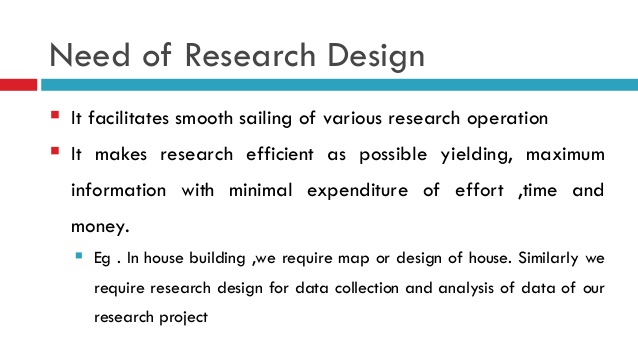 Need of Research Design
It facilitates smooth sailing of various research operation
It makes research efficient as possible yielding, maximum
information with minimal expenditure of effort ,time and
money.
Eg . In house building ,we require map or design of house. Similarly we
require research design for data collection and analysis of data of our
research project